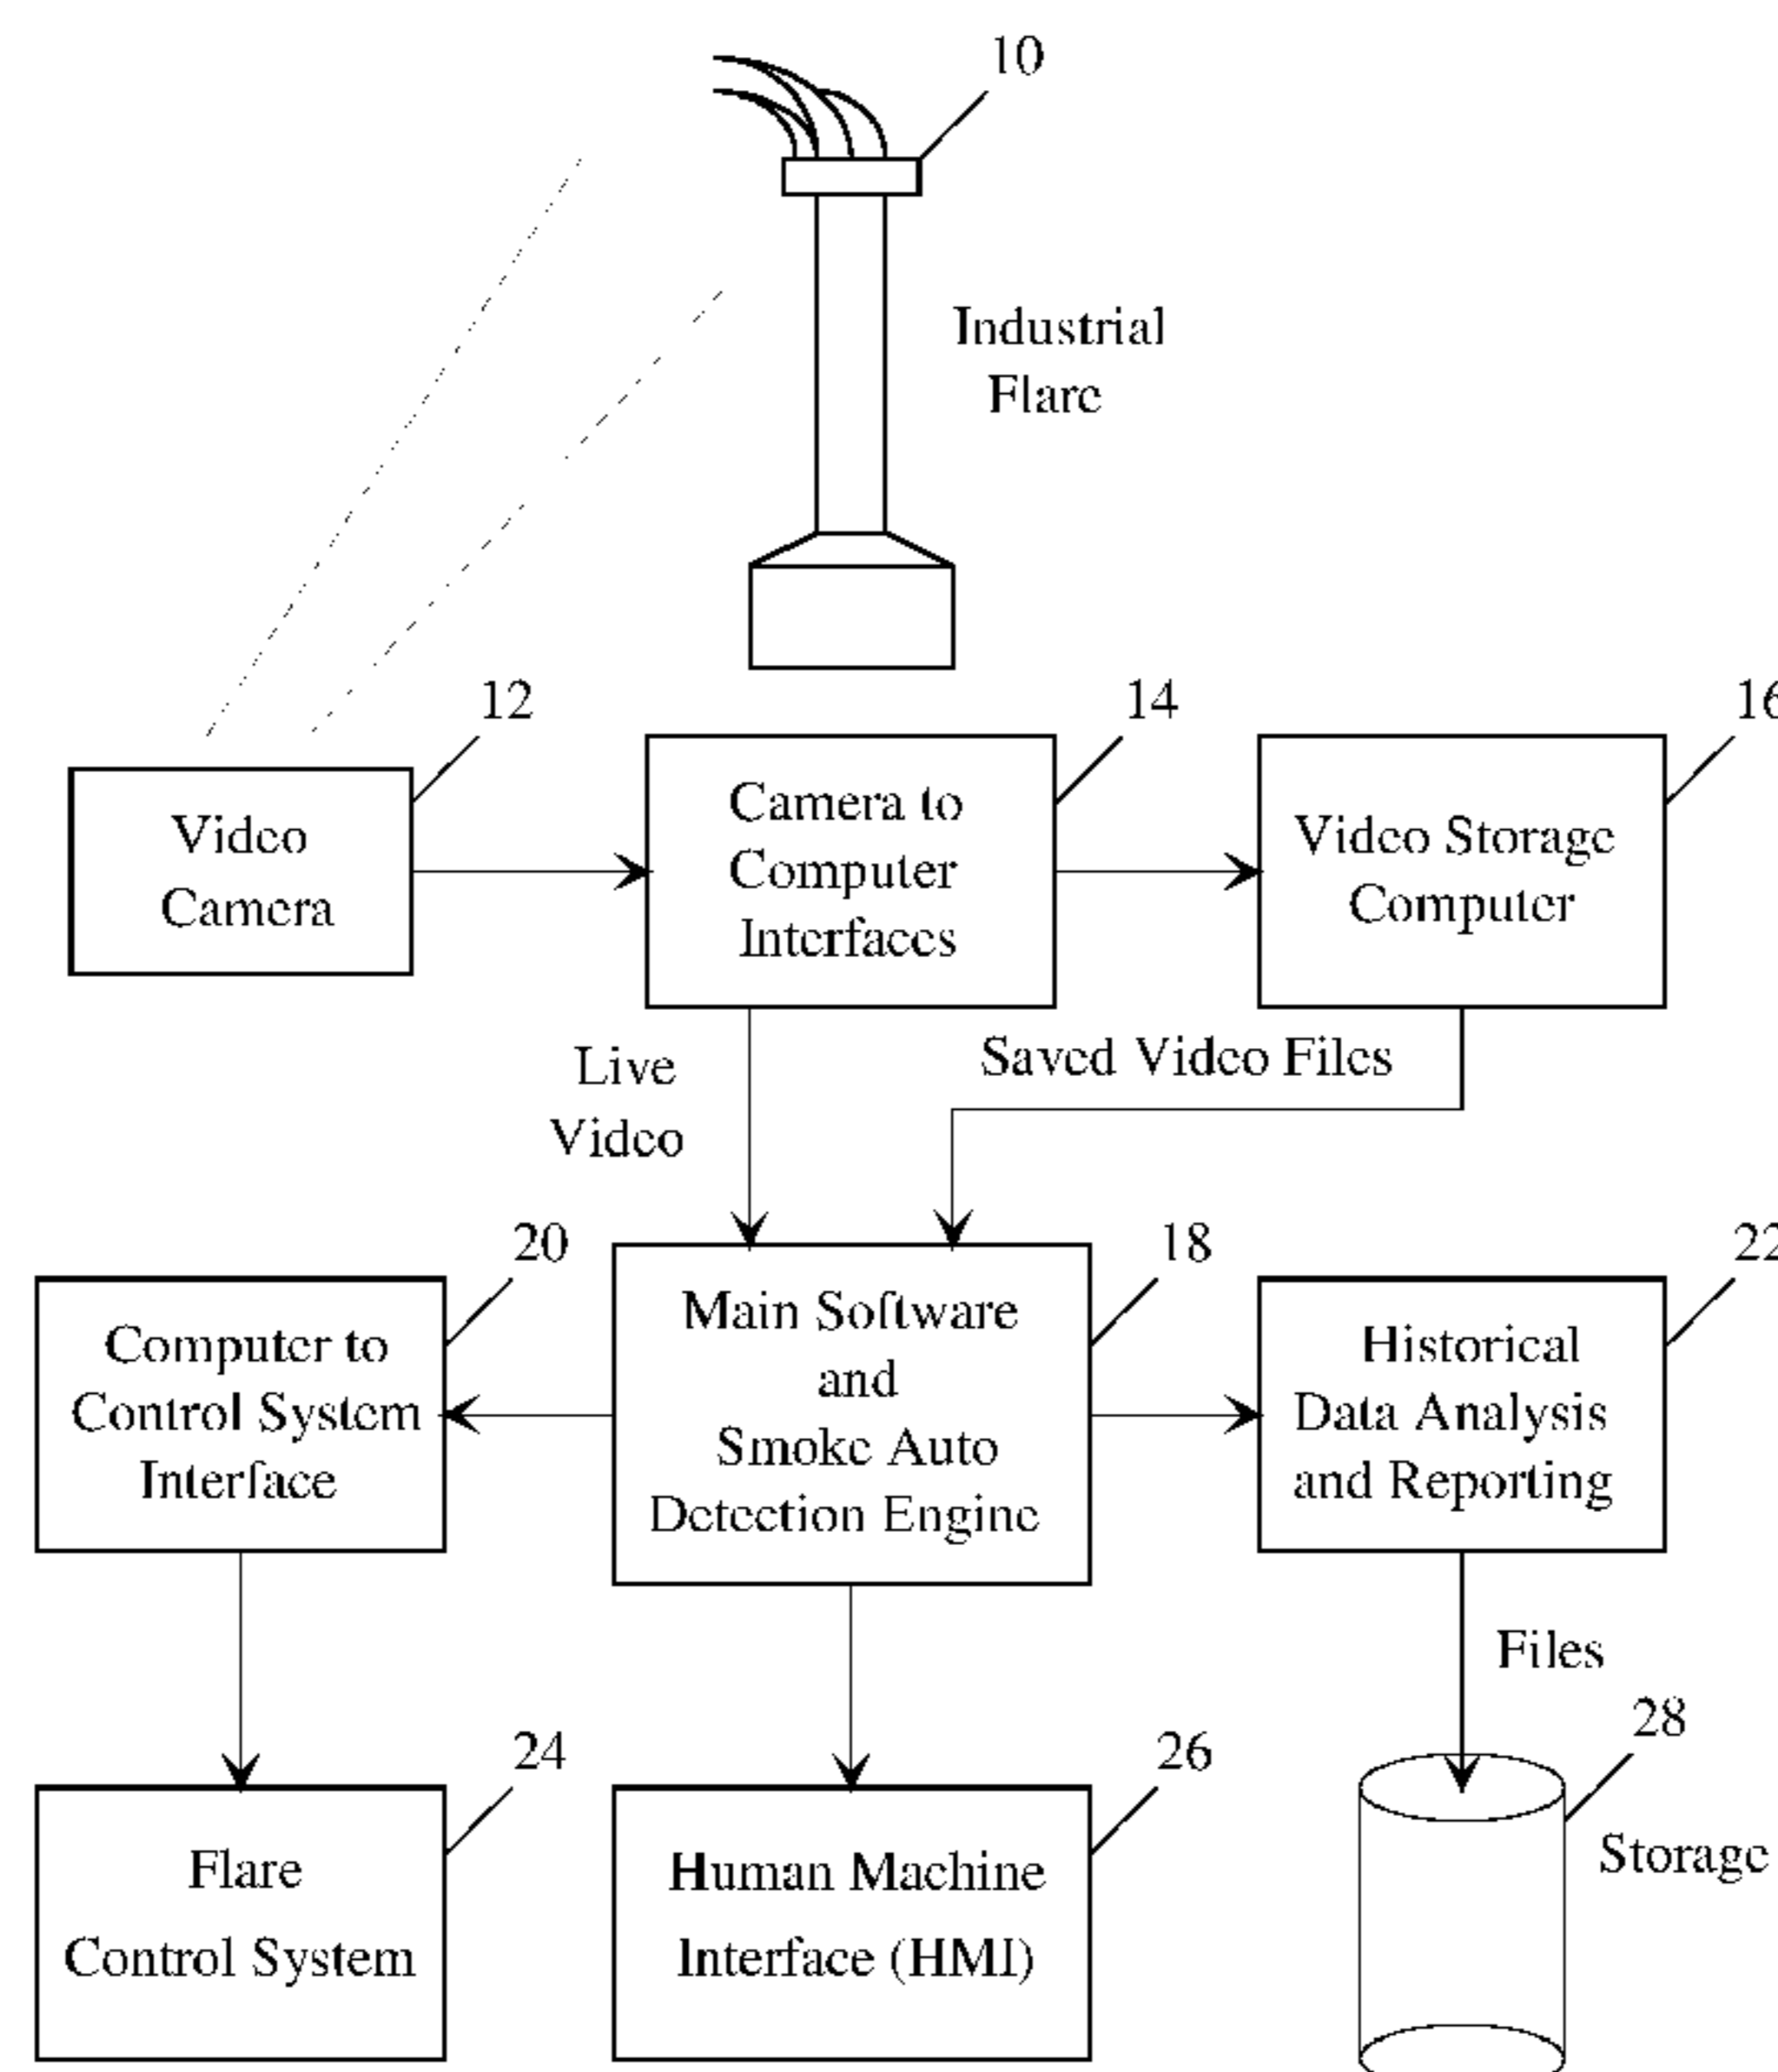 10
Industrial
Flare
12
14
16
Video
Camera
Camera to
Computer
Interfaces
Video Storage
Computer
Live
Video
Saved Video Files
20
18
22
Computer to
Control System
Interface
Main Software
and
Smoke Auto
Detection Engine
Historical
Data Analysis
and Reporting
Files
24
26
28
Flare
Control System
Human Machine
Interface (HMI)
Storage